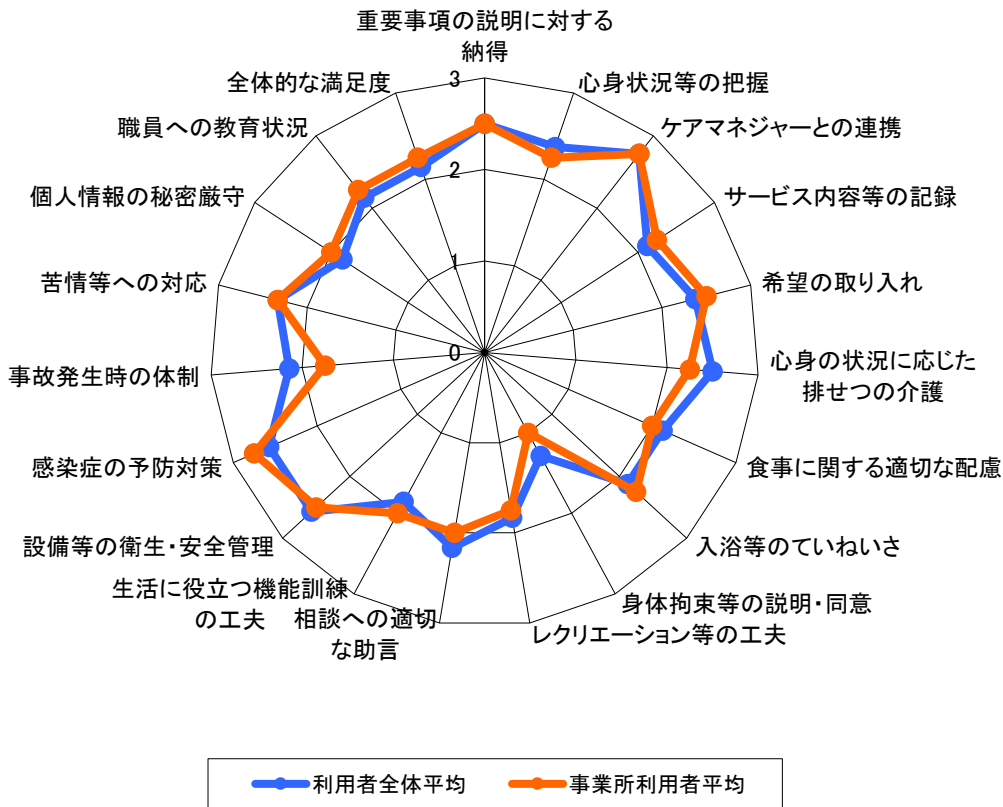 重要事項の説明に対する
納得
心身状況等の把握
ケアマネジャーとの連携
サービス内容等の記録
希望の取り入れ
心身の状況に応じた
排せつの介護
食事に関する適切な配慮
入浴等のていねいさ
身体拘束等の説明・同意
レクリエーション等の工夫
相談への適切
な助言
生活に役立つ機能訓練
の工夫
設備等の衛生・安全管理
感染症の予防対策
事故発生時の体制
苦情等への対応
個人情報の秘密厳守
職員への教育状況
全体的な満足度
3
2
1
0
利用者全体平均
事業所利用者平均